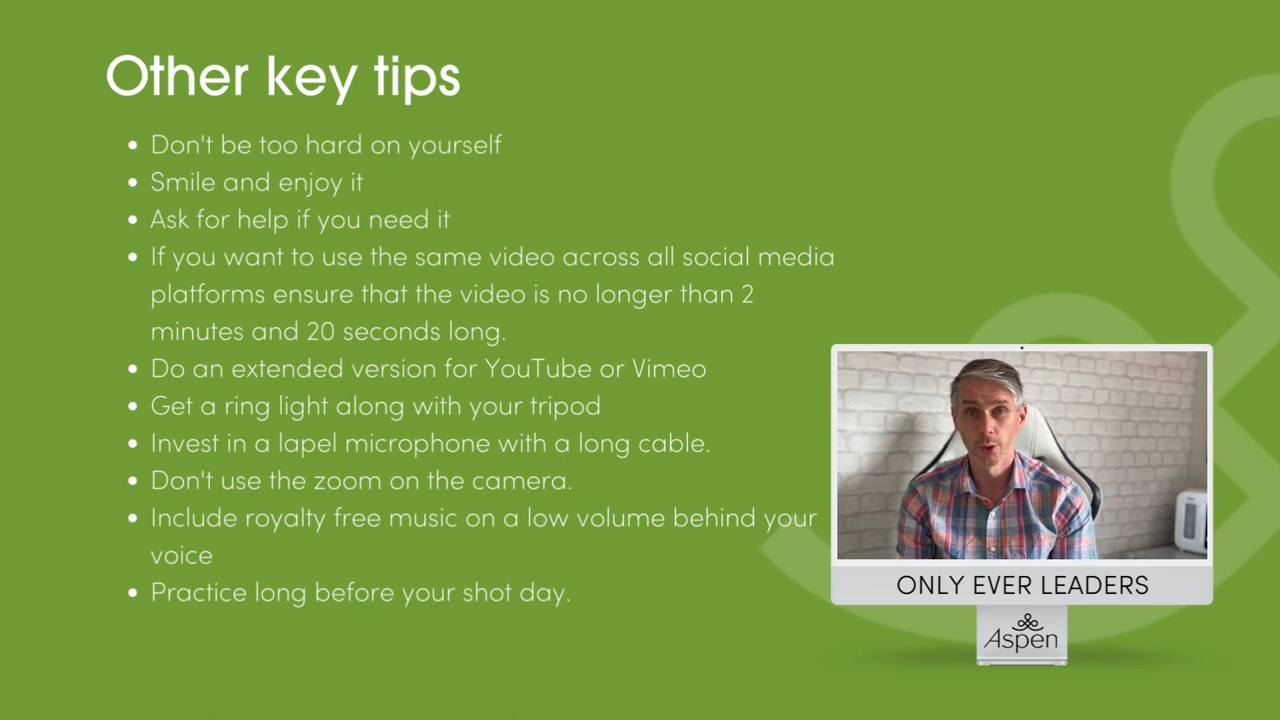 Other key tips
• Don't be too hard on yourself
• Smile and enjoy it
• Ask for help if you need it
• If you want to use the same video across all social media
platforms ensure that the video is no longer than 2
minutes and 20 seconds long.
• Do an extended version for YouTube or Vimeo
• Get a ring light along with your tripod
• Invest in a lapel microphone with a long cable.
• Don't use the zoom on the camera.
• Include royalty free music on a low volume behind your
voice
• Practice long before your shot day.
ONLY EVER LEADERS
Aspen